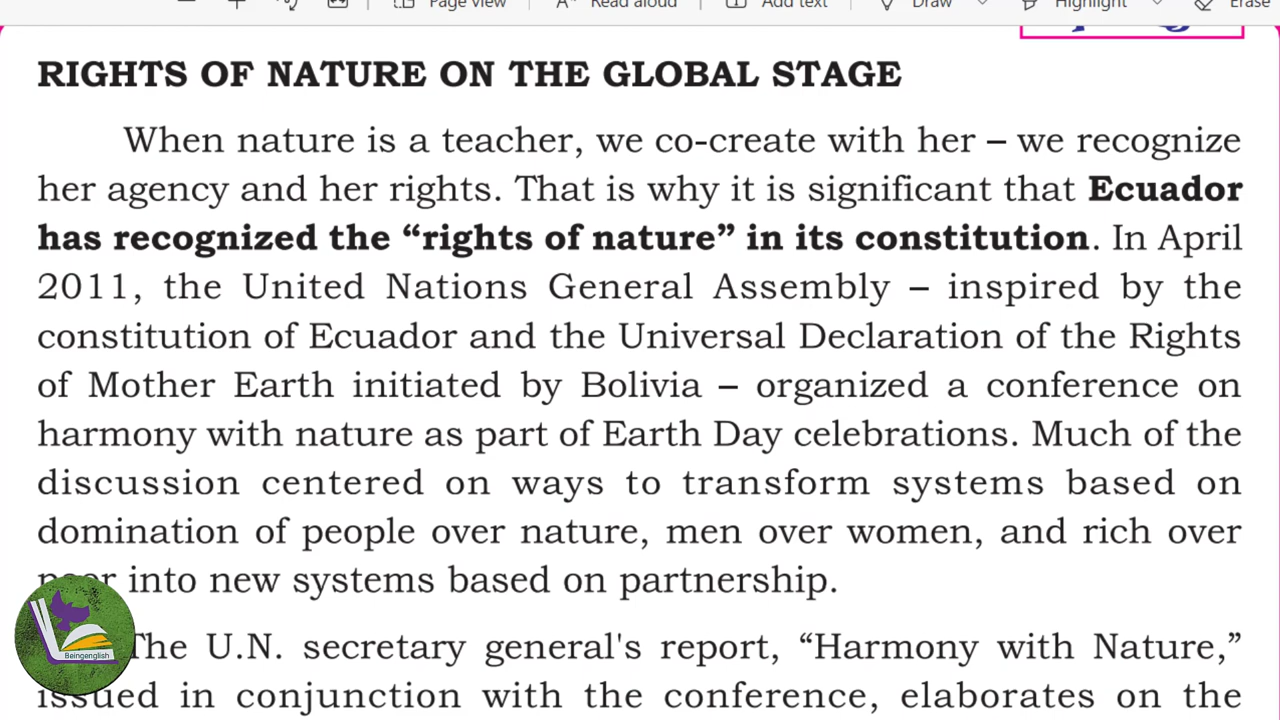 Page view Read aloud Add text Draw Highlight Erase
RIGHTS OF NATURE ON THE GLOBAL STAGE
When nature is a teacher, we co-create with her – we recognize
her agency and her rights. That is why it is significant that Ecuador
has recognized the “rights of nature” in its constitution. In April
2011, the United Nations General Assembly – inspired by the
constitution of Ecuador and the Universal Declaration of the Rights
of Mother Earth initiated by Bolivia – organized a conference on
harmony with nature as part of Earth Day celebrations. Much of the
discussion centered on ways to transform systems based on
domination of people over nature, men over women, and rich over
poor into new systems based on partnership.
The U.N. secretary general's report, “Harmony with Nature,”
issued in conjunction with the conference, elaborates on the
Beingenglish